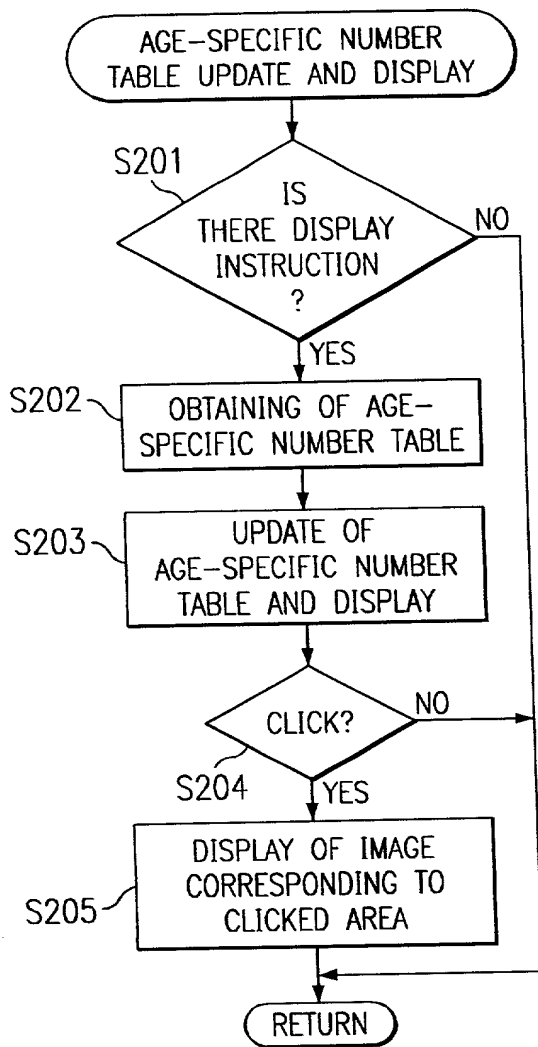 AGE-SPECIFIC NUMBER
TABLE UPDATE AND DISPLAY
S201
IS
THERE DISPLAY
INSTRUCTION
?
NO
YES
S202
OBTAINING OF AGE-
SPECIFIC NUMBER TABLE
S203
UPDATE OF
AGE-SPECIFIC NUMBER
TABLE AND DISPLAY
CLICK?
NO
S204
YES
DISPLAY OF IMAGE
CORRESPONDING TO
CLICKED AREA
S205
RETURN